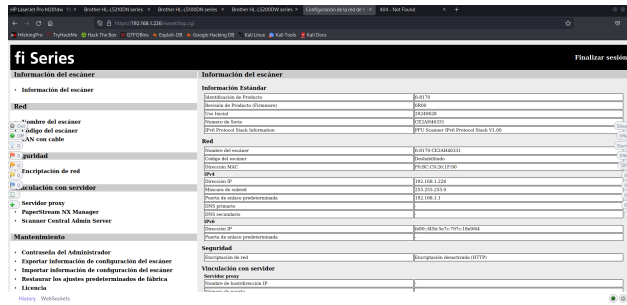 HP LaserJet Pro M201dw
Brother HL-L5210DN series
Brother HL-L5100DN series
Brother HL-L5200DW series
Configuración de la red de
404 - Not Found
https://192.168.1.226
H4ckingPro
TryHackMe
Hack The Box
GTFOBins
Exploit-DB
Google Hacking DB
Kali Linux
Kali Tools
Kali Docs
fi Series
Finalizar sesión
Información del escáner
Información del escáner
Red
Nombre del escáner
Código del escáner
LAN con cable
Encriptación de red
Vinculación con servidor
Servidor proxy
PaperStream NX Manager
Scanner Central Admin Server
Mantenimiento
Contraseña del Administrador
Exportar información de configuración del escáner
Importar información de configuración del escáner
Restaurar los ajustes predeterminados de fábrica
Licencia
Información del escáner
Información Estándar
Identificación de Producto fi-8170
Revisión de Producto (Firmware) 0R00
Uso Inicial 20240628
Número de Serie CE2AH46331
IPv6 Protocol Stack Information PFU Scanner IPv6 Protocol Stack V1.00
Red
Nombre del escáner fi-8170-CE2AH46331
Código del escáner Deshabilitado
Dirección MAC
IPv4
Dirección IP 192.168.1.226
Máscara de subred 255.255.255.0
Puerta de enlace predeterminada 192.168.1.1
DNS primario -
DNS secundario -
IPv6
Dirección IP
Puerta de enlace predeterminada -
Seguridad
Encriptación de red Encriptación desactivada (HTTP)
Vinculación con servidor
Servidor proxy
Nombre de host/dirección IP -
History WebSockets